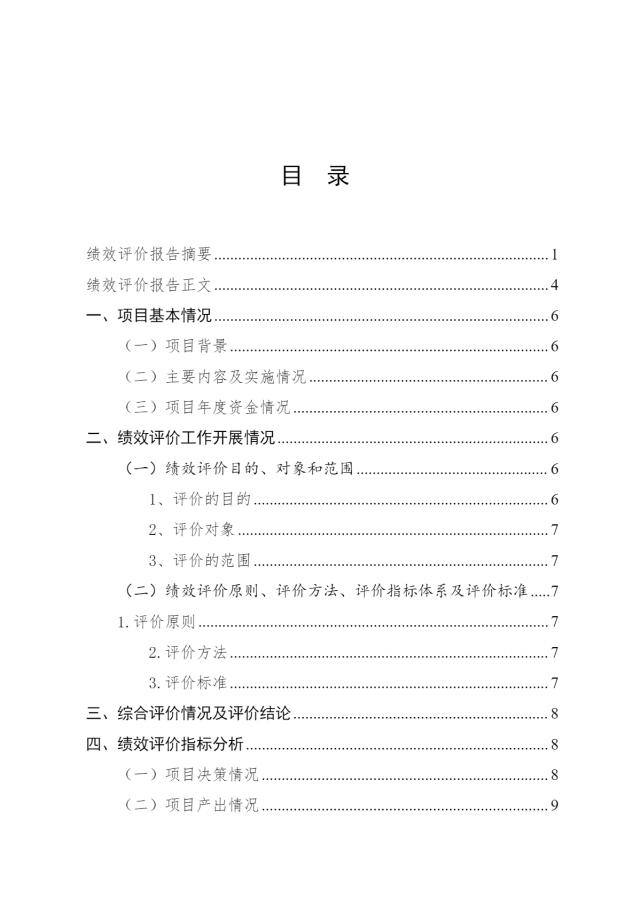 目 录
绩效评价报告摘要........................................1
绩效评价报告正文........................................4
一、项目基本情况........................................6
（一）项目背景........................................6
（二）主要内容及实施情况........................................6
（三）项目年度资金情况........................................6
二、绩效评价工作开展情况........................................6
（一）绩效评价目的、对象和范围........................................6
1、评价的目的........................................6
2、评价对象........................................7
3、评价的范围........................................7
（二）绩效评价原则、评价方法、评价指标体系及评价标准.....7
1.评价原则........................................7
2.评价方法........................................7
3.评价标准........................................7
三、综合评价情况及评价结论........................................8
四、绩效评价指标分析........................................8
（一）项目决策情况........................................8
（二）项目产出情况........................................9